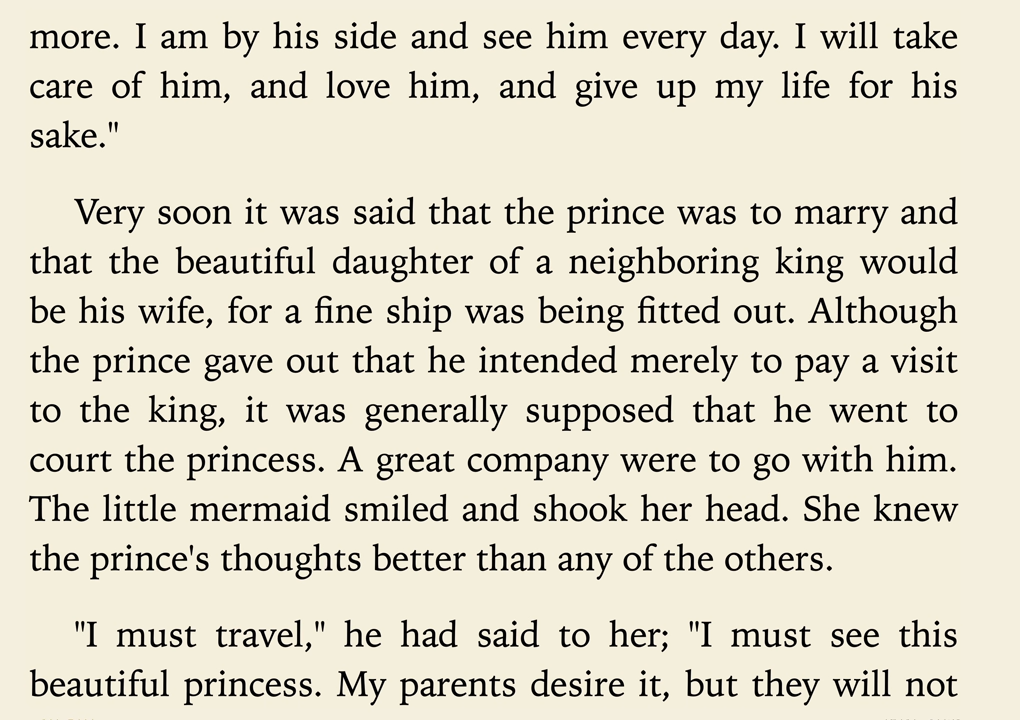 more. I am by his side and see him every day. I will take
care of him, and love him, and give up my life for his
sake."
Very soon it was said that the prince was to marry and
that the beautiful daughter of a neighboring king would
be his wife, for a fine ship was being fitted out. Although
the prince gave out that he intended merely to pay a visit
to the king, it was generally supposed that he went to
court the princess. A great company were to go with him.
The little mermaid smiled and shook her head. She knew
the prince's thoughts better than any of the others.
"I must travel," he had said to her; "I must see this
beautiful princess. My parents desire it, but they will not